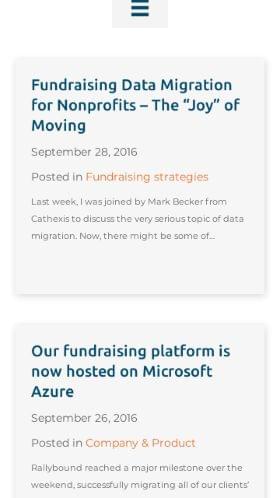 Fundraising Data Migration
for Nonprofits – The “Joy” of
Moving
September 28, 2016
Posted in Fundraising strategies
Last week, I was joined by Mark Becker from
Cathexis to discuss the very serious topic of data
migration. Now, there might be some of...
Our fundraising platform is
now hosted on Microsoft
Azure
September 26, 2016
Posted in Company & Product
Rallybound reached a major milestone over the
weekend, successfully migrating all of our clients’